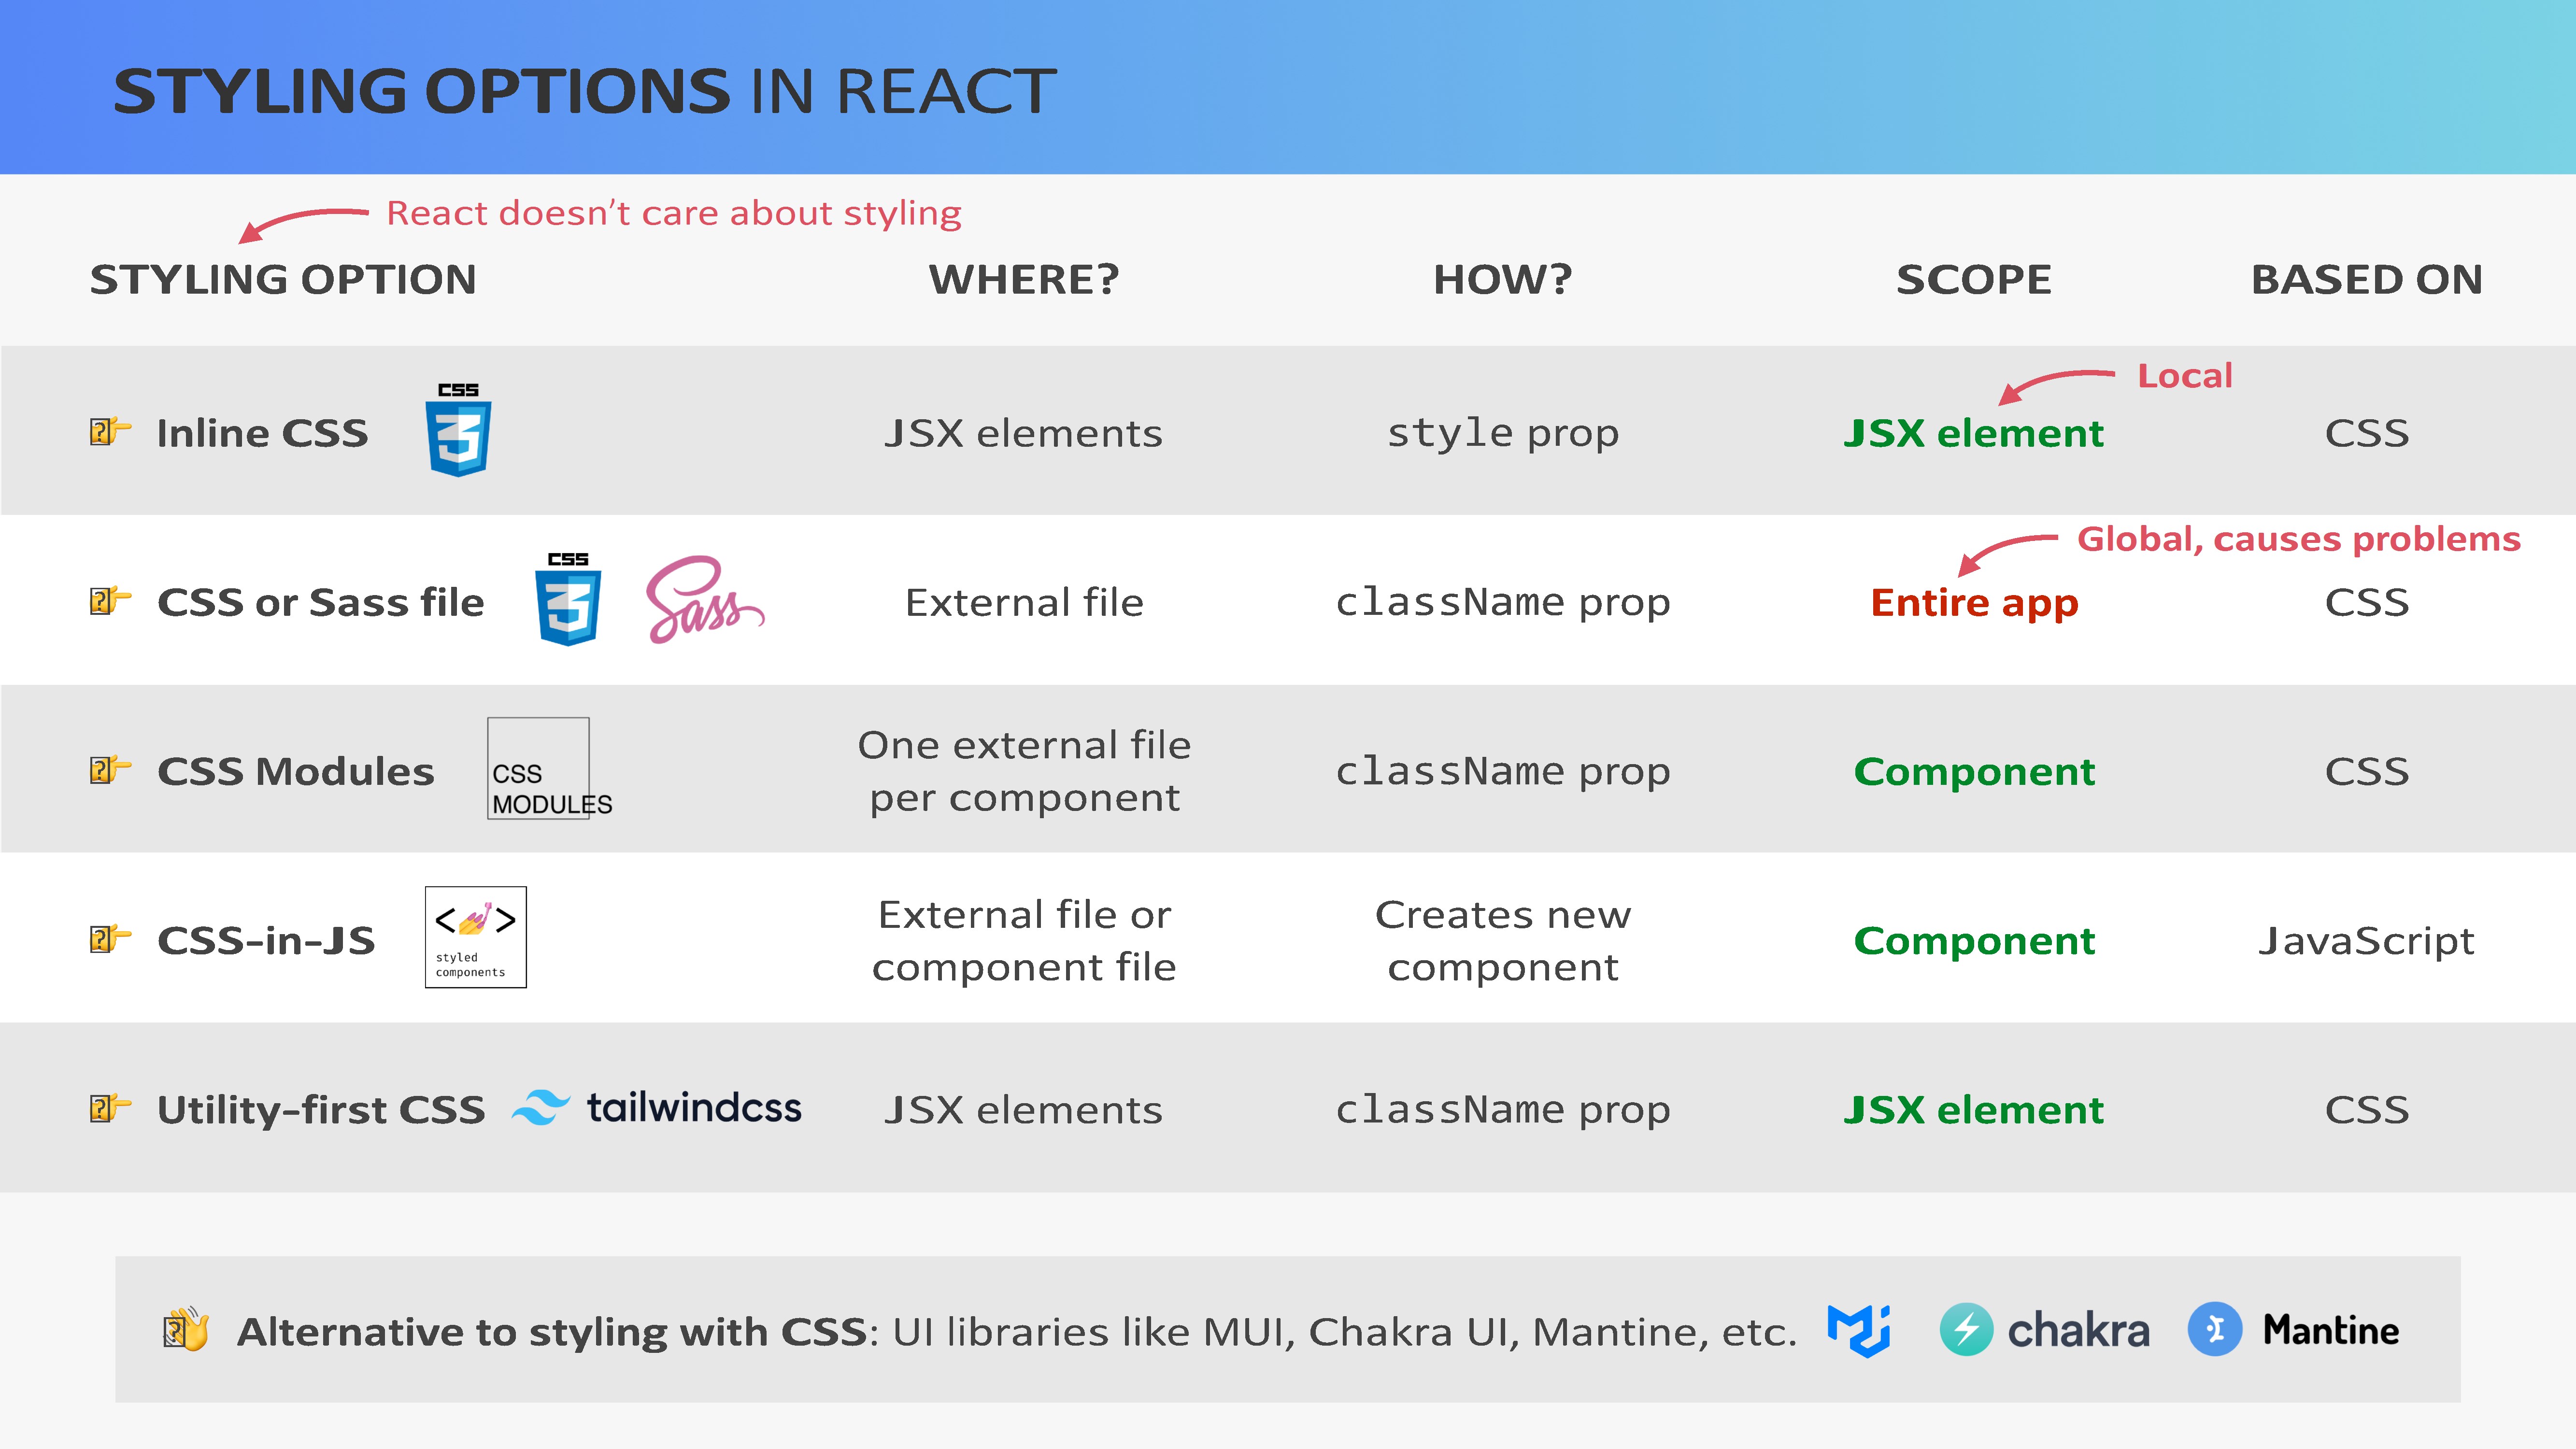 STYLING OPTIONS IN REACT
React doesn't care about styling
STYLING OPTION WHERE? HOW? SCOPE BASED ON
Local
Inline CSS CSS JSX elements style prop JSX element CSS
Global, causes problems
CSS or Sass file CSS Sass External file className prop Entire app CSS
CSS Modules CSS MODULES One external file per component className prop Component CSS
CSS-in-JS < > styled components External file or component file Creates new component Component JavaScript
Utility-first CSS tailwindcss JSX elements className prop JSX element CSS
Alternative to styling with CSS: UI libraries like MUI, Chakra UI, Mantine, etc. chakra Mantine